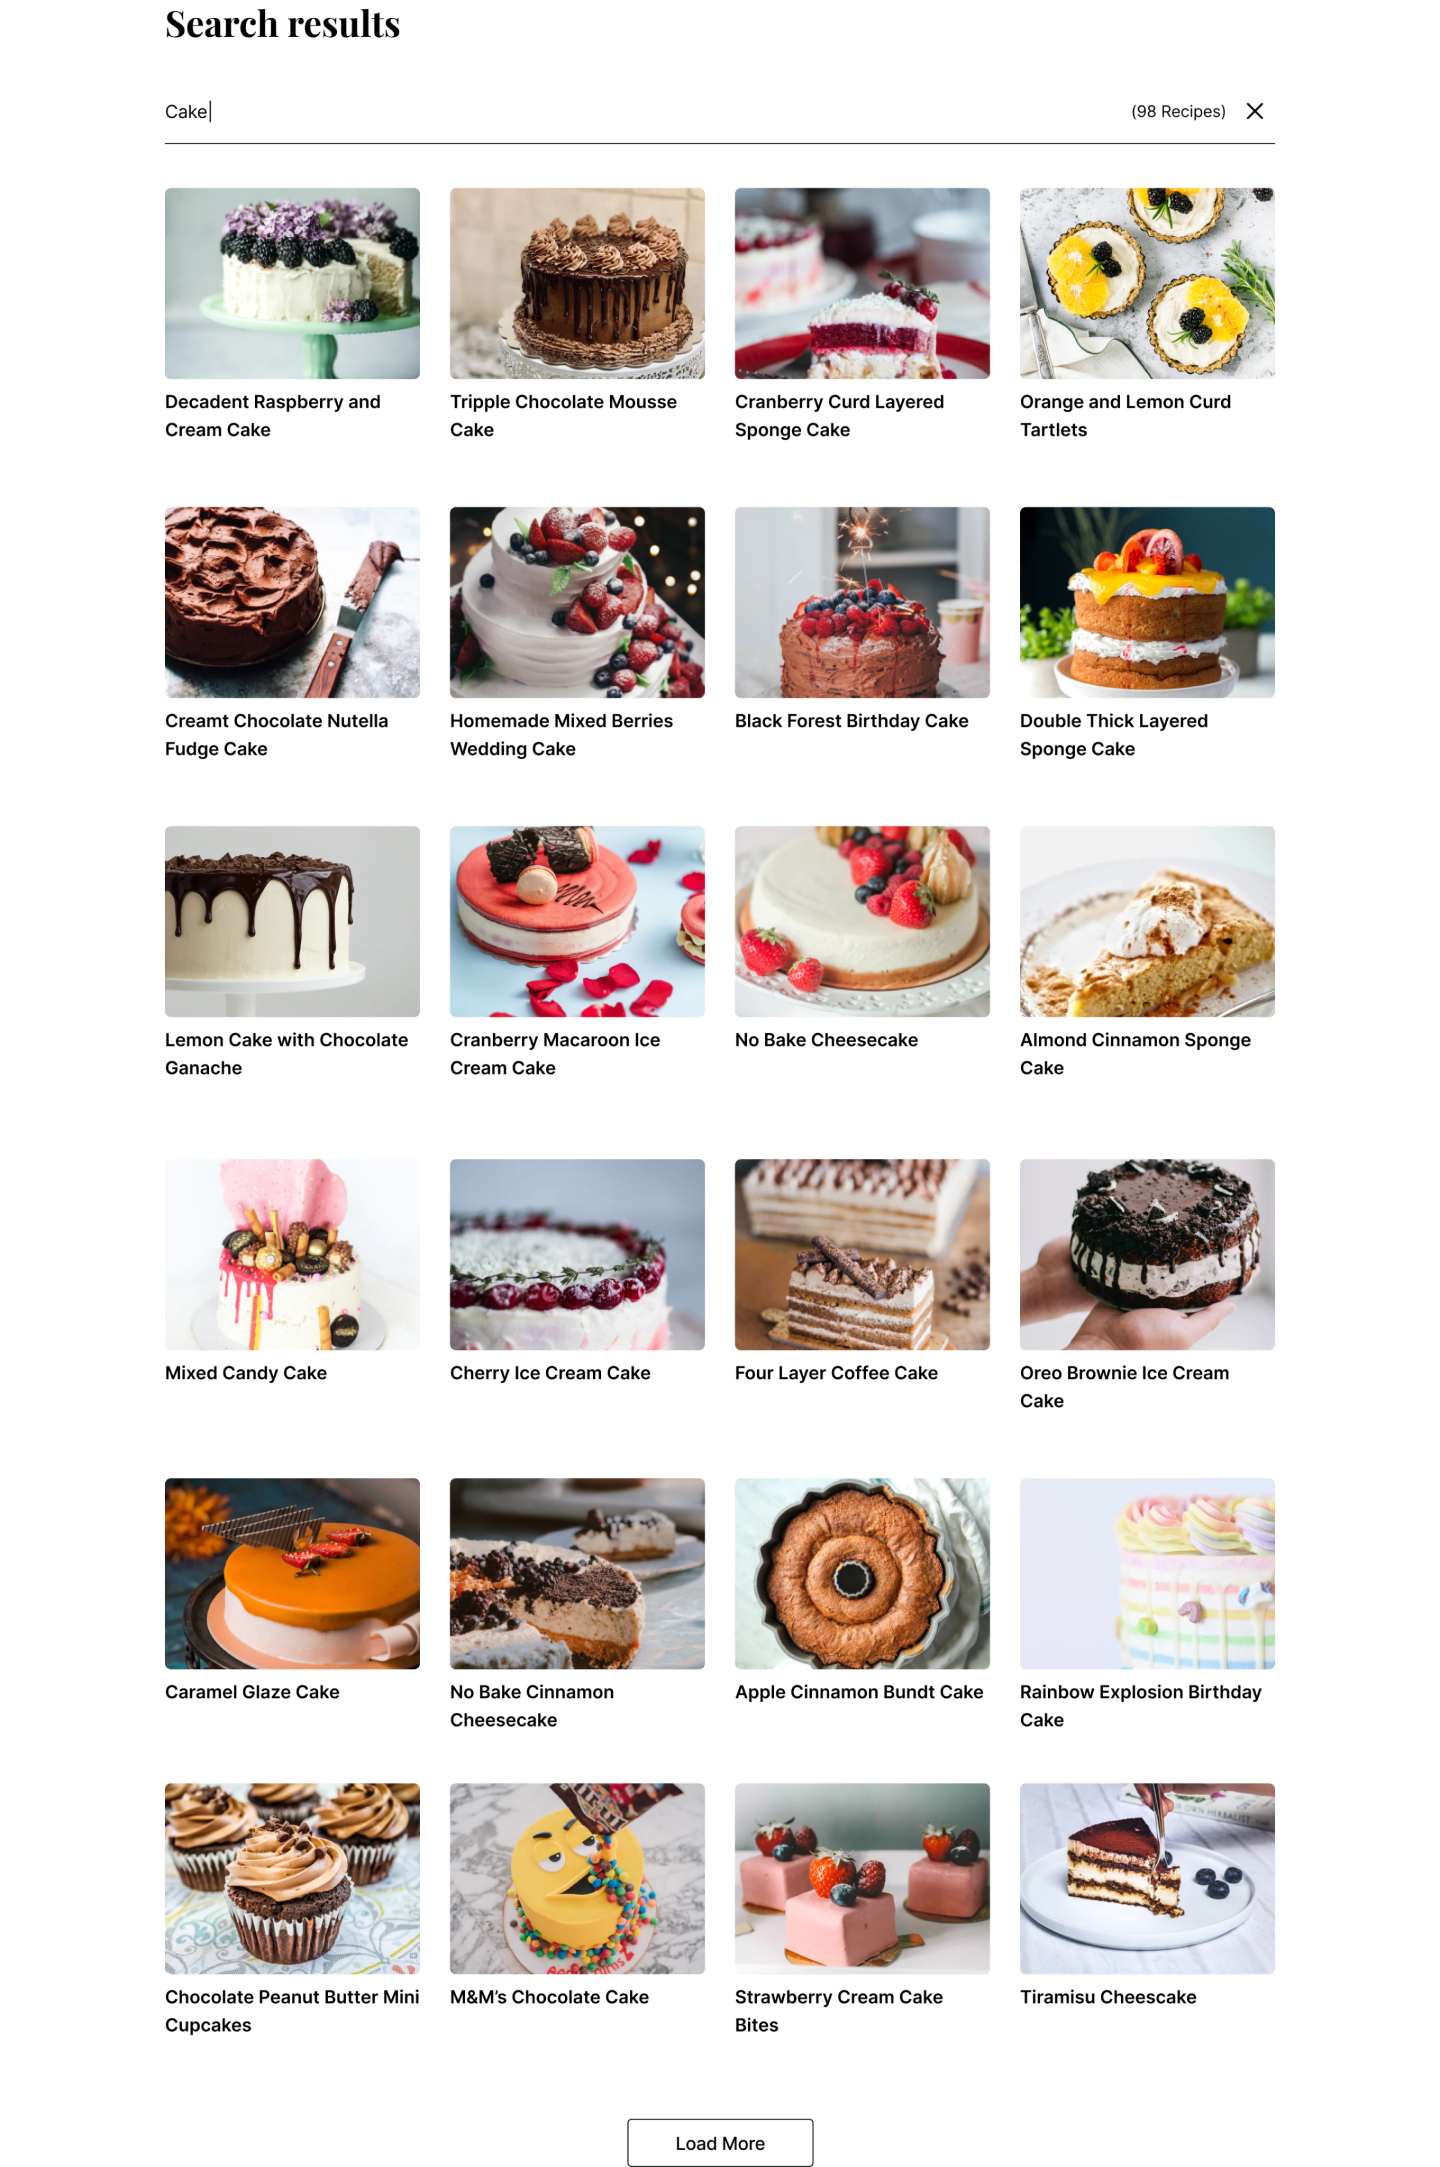 Search results
Cake
(98 Recipes)
Decadent Raspberry and
Cream Cake
Tripple Chocolate Mousse
Cake
Cranberry Curd Layered
Sponge Cake
Orange and Lemon Curd
Tartlets
Creamt Chocolate Nutella
Fudge Cake
Homemade Mixed Berries
Wedding Cake
Black Forest Birthday Cake
Double Thick Layered
Sponge Cake
Lemon Cake with Chocolate
Ganache
Cranberry Macaroon Ice
Cream Cake
No Bake Cheesecake
Almond Cinnamon Sponge
Cake
Mixed Candy Cake
Cherry Ice Cream Cake
Four Layer Coffee Cake
Oreo Brownie Ice Cream
Cake
Caramel Glaze Cake
No Bake Cinnamon
Cheesecake
Apple Cinnamon Bundt Cake
Rainbow Explosion Birthday
Cake
OWN HERBALIST
Chocolate Peanut Butter Mini
Cupcakes
M&M’s Chocolate Cake
Strawberry Cream Cake
Bites
Tiramisu Cheescake
Load More